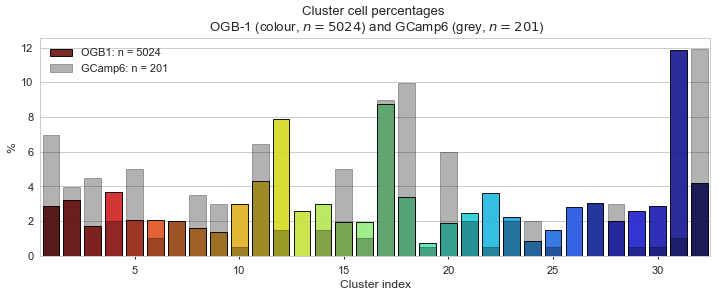 Cluster cell percentages
OGB-1 (colour, n = 5024) and GCamp6 (grey, n = 201)
OGB1: n = 5024
GCamp6: n = 201
%
12
10
8
6
4
2
0
5 10 15 20 25 30
Cluster index